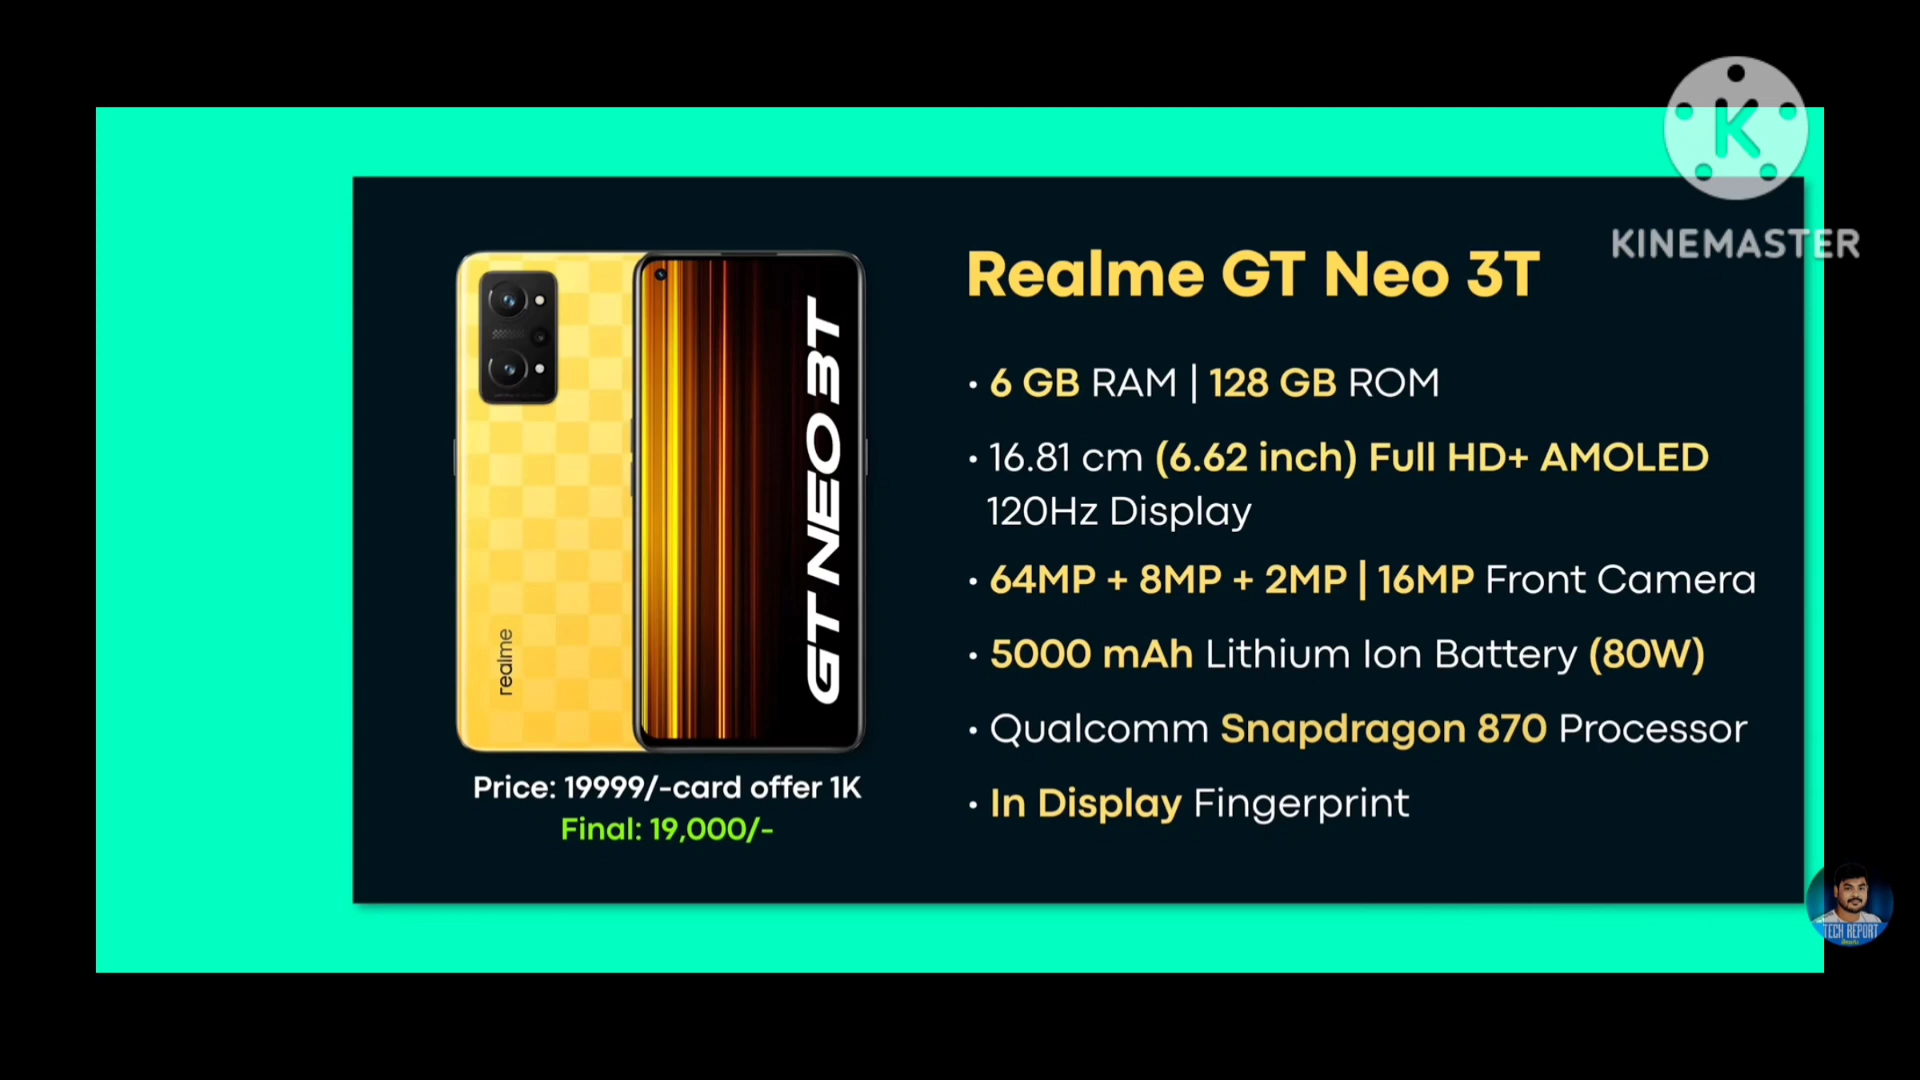 KINEMASTER
Realme GT Neo 3T
• 6 GB RAM | 128 GB ROM
• 16.81 cm (6.62 inch) Full HD+ AMOLED
120Hz Display
• 64MP + 8MP + 2MP | 16MP Front Camera
• 5000 mAh Lithium Ion Battery (80W)
• Qualcomm Snapdragon 870 Processor
• In Display Fingerprint
realme
GT NEO 3T
Price: 19999/-card offer 1K
Final: 19,000/-
TECH REPORT